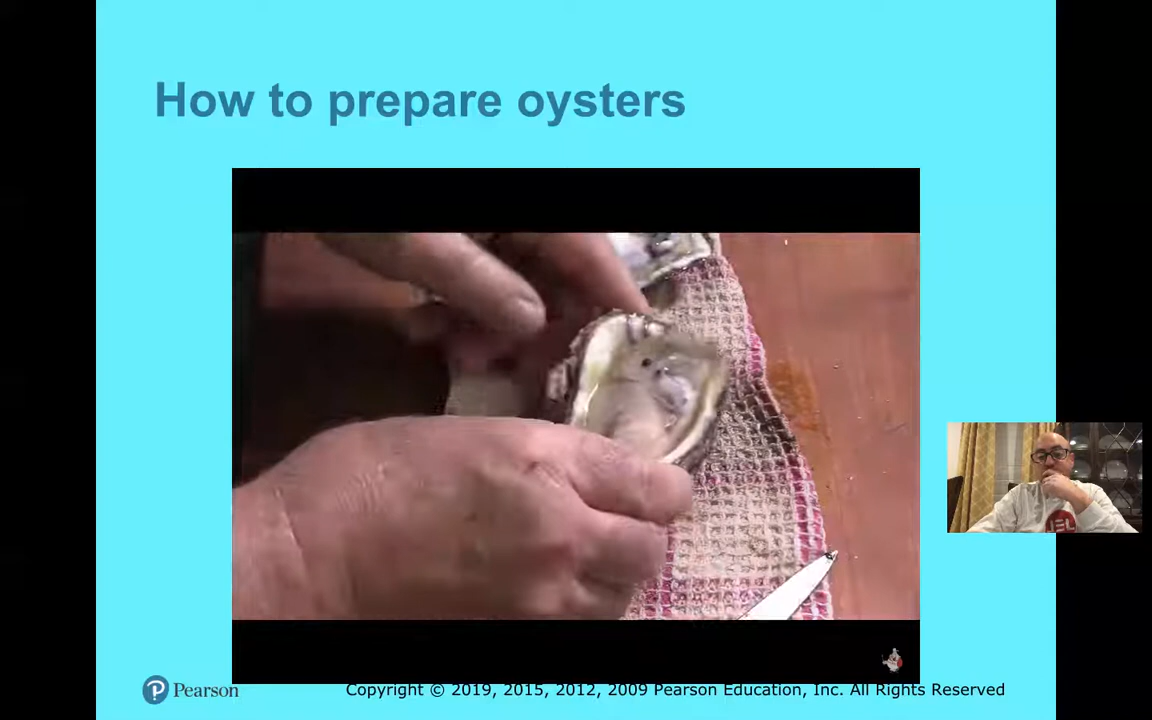 How to prepare oysters
Pearson
Copyright © 2019, 2015, 2012, 2009 Pearson Education, Inc. All Rights Reserved